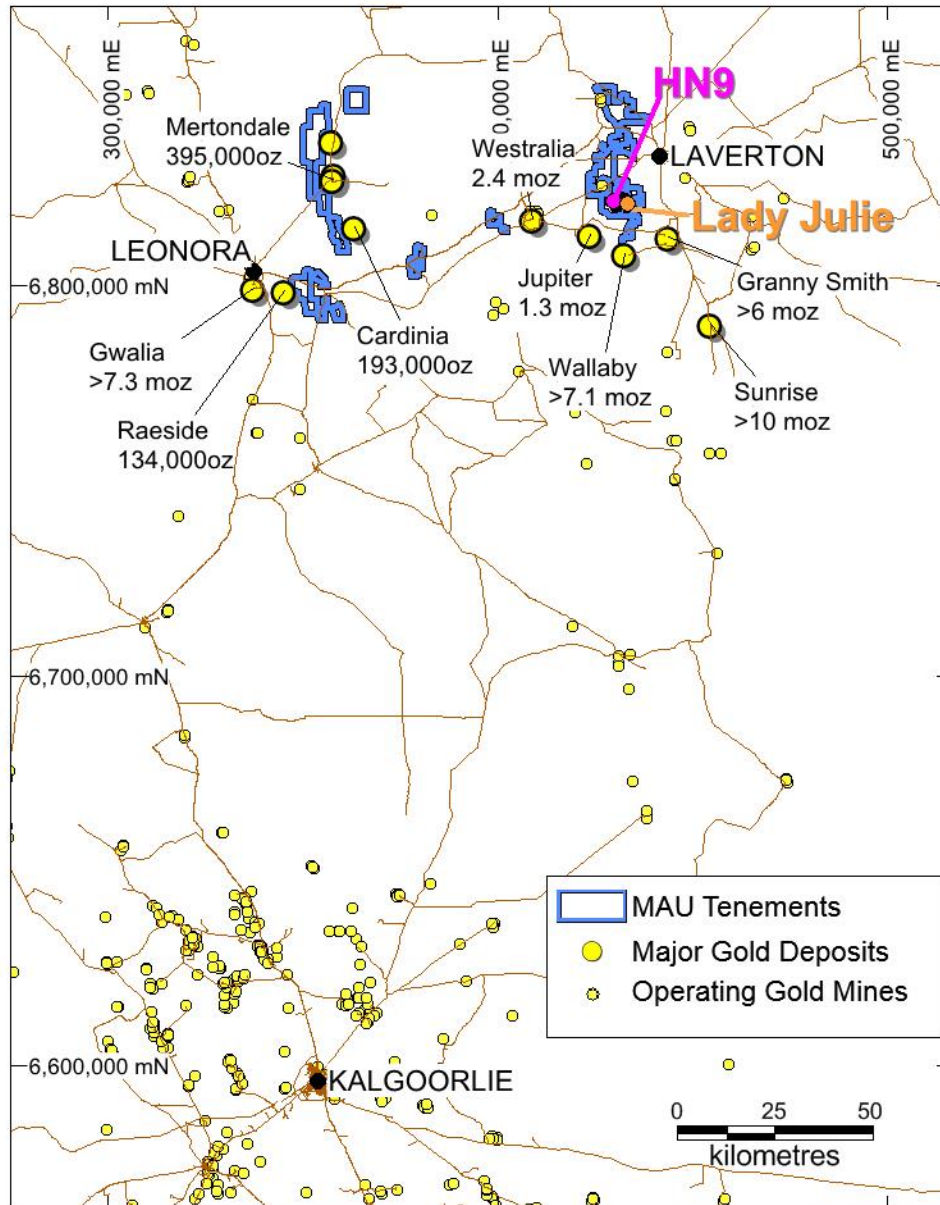 300,000 mE
0,000 mE
500,0
HN9
Mertondale
395,000oz
Westralia
2.4 moz
LAVERTON
Lady Julie
LEONORA
6,800,000 mN
Jupiter
1.3 moz
Granny Smith
>6 moz
Gwalia
>7.3 moz
Cardinia
193,000oz
Wallaby
>7.1 moz
Sunrise
>10 moz
Raeside
134,000oz
6,700,000 mN
MAU Tenements
Major Gold Deposits
Operating Gold Mines
6,600,000 mN
KALGOORLIE
0 25 50
kilometres